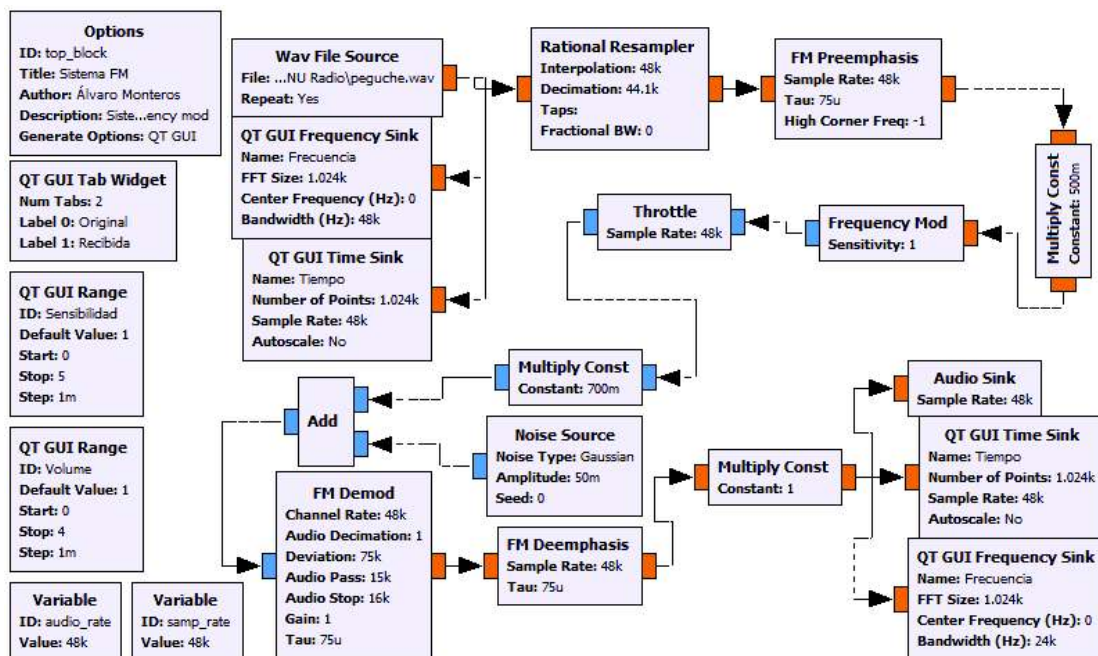 Options
ID: top_block
Title: Sistema FM
Author: Álvaro Monteros
Description: Siste...ency mod
Generate Options: QT GUI
QT GUI Tab Widget
Num Tabs: 2
Label 0: Original
Label 1: Recibida
QT GUI Range
ID: Sensibilidad
Default Value: 1
Start: 0
Stop: 5
Step: 1m
QT GUI Range
ID: Volume
Default Value: 1
Start: 0
Stop: 4
Step: 1m
Variable
ID: audio_rate
Value: 48k
Variable
ID: samp_rate
Value: 48k
Wav File Source
File: ...NU Radio\peguche.wav
Repeat: Yes
QT GUI Frequency Sink
Name: Frecuencia
FFT Size: 1.024k
Center Frequency (Hz): 0
Bandwidth (Hz): 48k
QT GUI Time Sink
Name: Tiempo
Number of Points: 1.024k
Sample Rate: 48k
Autoscale: No
Rational Resampler
Interpolation: 48k
Decimation: 44.1k
Taps:
Fractional BW: 0
FM Preemphasis
Sample Rate: 48k
Tau: 75u
High Corner Freq: -1
Multiply Const
Constant: 500m
Frequency Mod
Sensitivity: 1
Throttle
Sample Rate: 48k
Multiply Const
Constant: 700m
Add
Noise Source
Noise Type: Gaussian
Amplitude: 50m
Seed: 0
FM Demod
Channel Rate: 48k
Audio Decimation: 1
Deviation: 75k
Audio Pass: 15k
Audio Stop: 16k
Gain: 1
Tau: 75u
FM Deemphasis
Sample Rate: 48k
Tau: 75u
Multiply Const
Constant: 1
Audio Sink
Sample Rate: 48k
QT GUI Time Sink
Name: Tiempo
Number of Points: 1.024k
Sample Rate: 48k
Autoscale: No
QT GUI Frequency Sink
Name: Frecuencia
FFT Size: 1.024k
Center Frequency (Hz): 0
Bandwidth (Hz): 24k